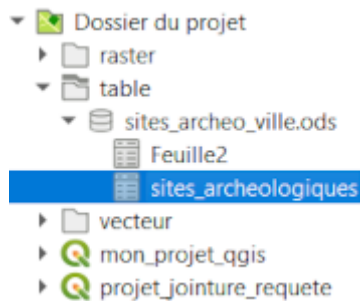 Dossier du projet
raster
table
sites_archeo_ville.ods
Feuille2
sites_archeologiques
vecteur
mon_projet_qgis
projet_jointure_requete